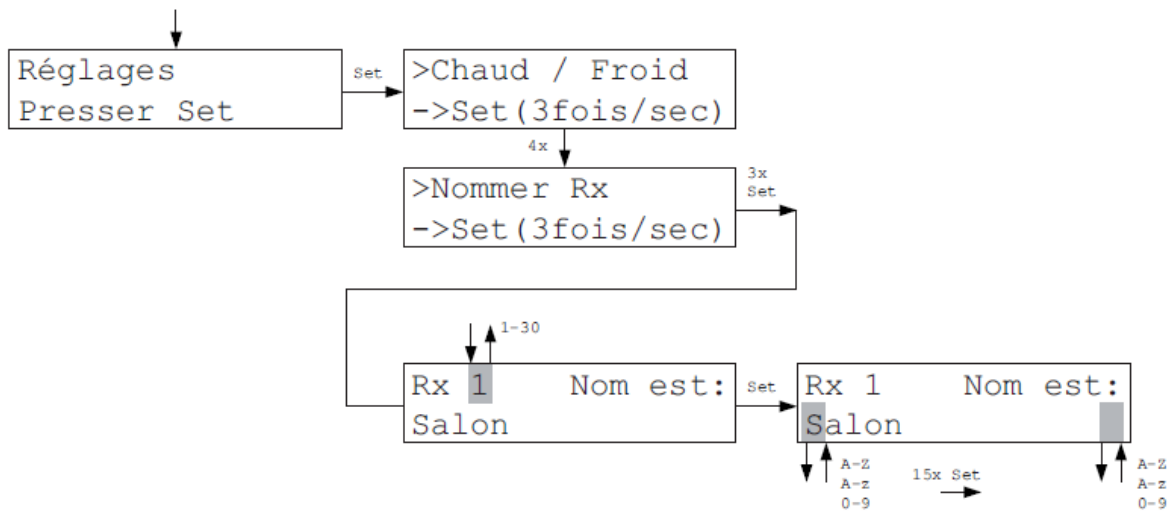 Réglages
Presser Set
Set
>Chaud / Froid
->Set(3fois/sec)
4x
>Nommer Rx
->Set(3fois/sec)
3x
Set
1-30
Rx 1 Nom est:
Salon
Set
Rx 1 Nom est:
Salon
A-Z
A-z
0-9
15x Set
A-Z
A-z
0-9